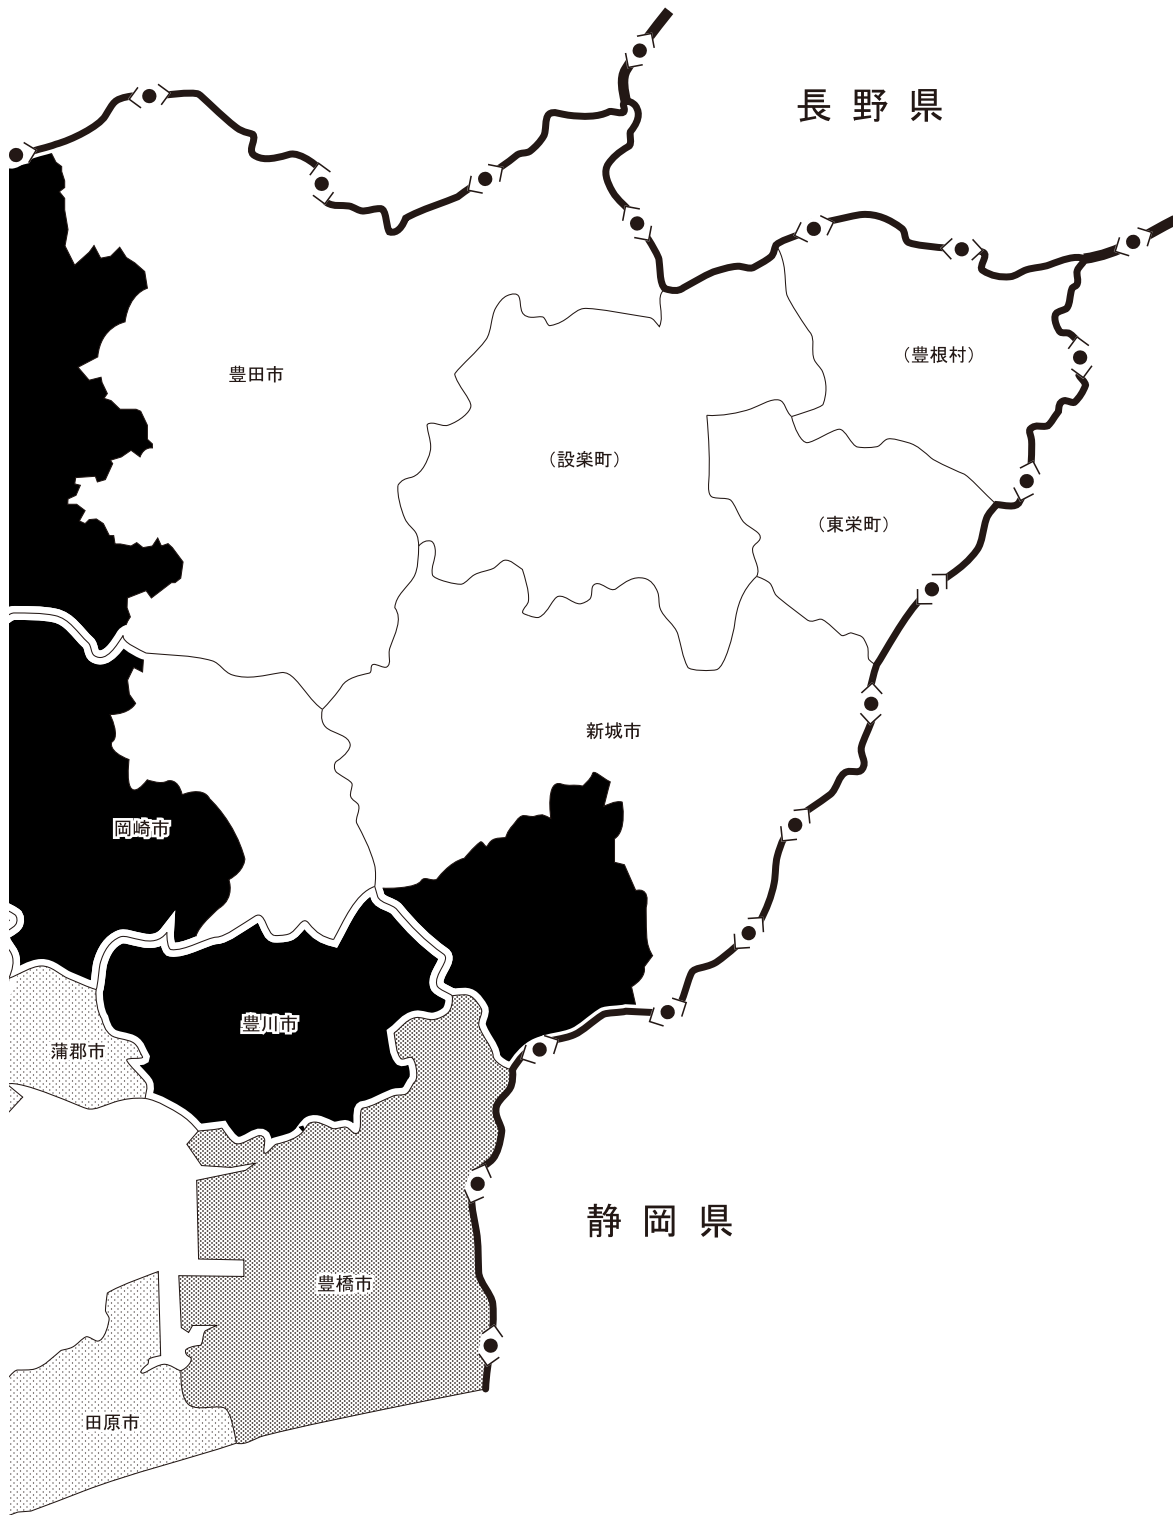 長野県
（豊根村）
豊田市
（設楽町）
（東栄町）
新城市
岡崎市
豊川市
蒲郡市
静岡県
豊橋市
田原市